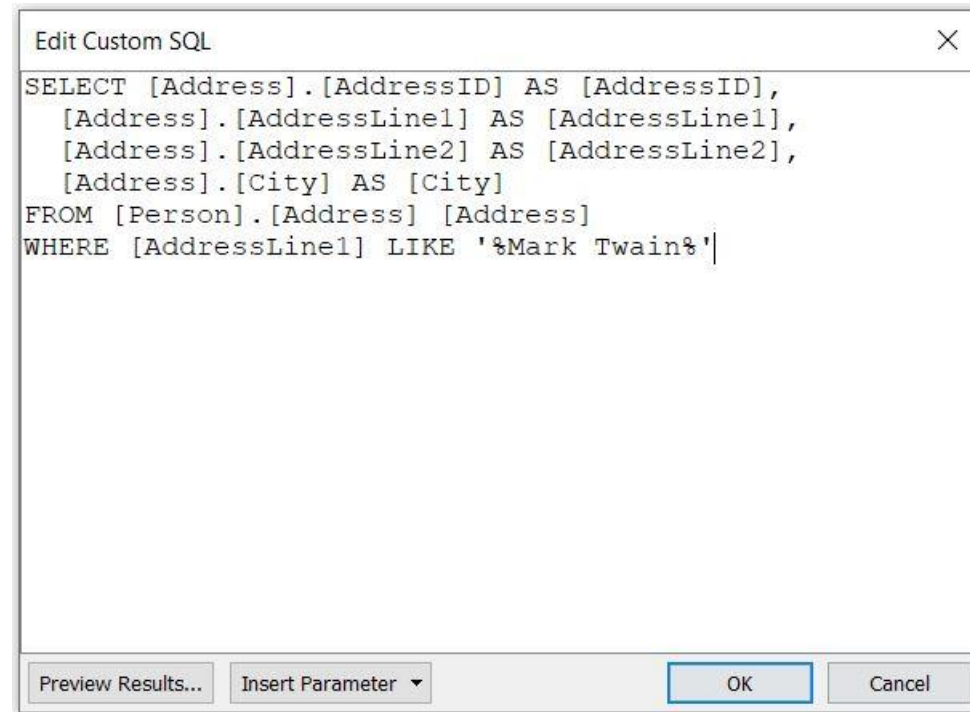 Edit Custom SQL
SELECT [Address].[AddressID] AS [AddressID],
[Address].[AddressLine1] AS [AddressLine1],
[Address].[AddressLine2] AS [AddressLine2],
[Address].[City] AS [City]
FROM [Person].[Address] [Address]
WHERE [AddressLine1] LIKE '%Mark Twain%'
Preview Results... Insert Parameter OK Cancel